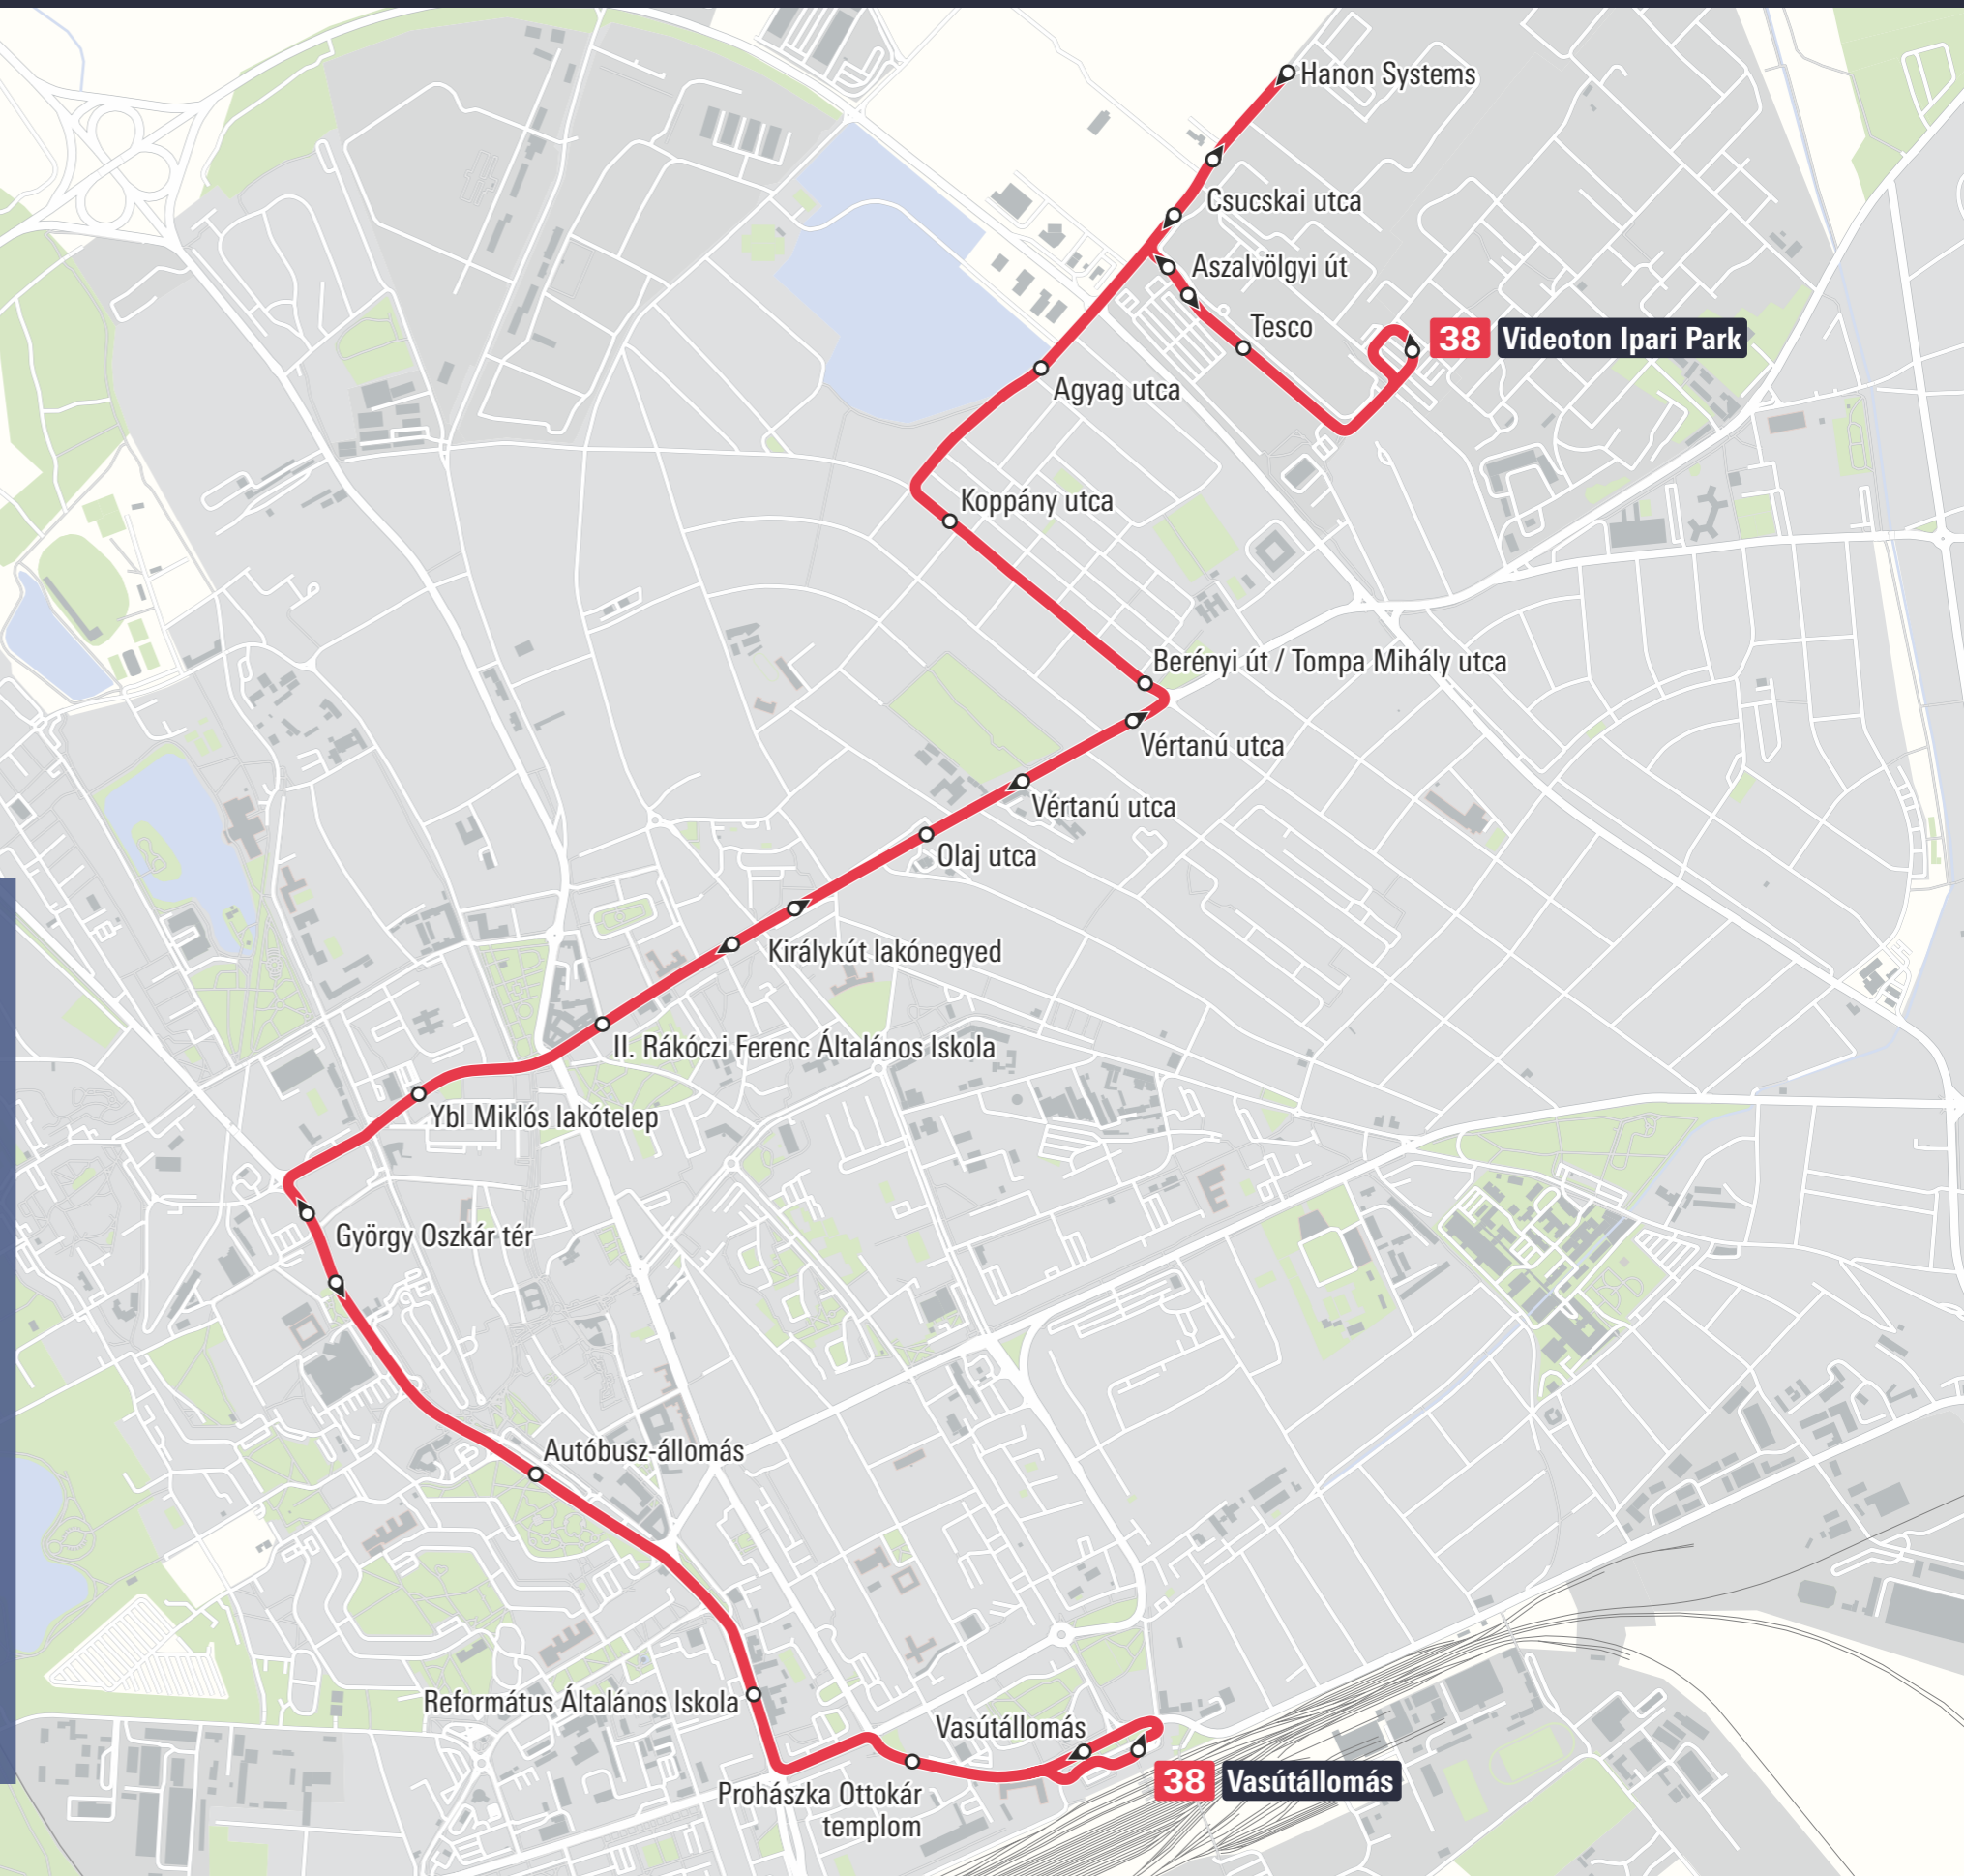 Hanon Systems
Csucskai utca
Aszalvölgyi út
Tesco
38 Videoton Ipari Park
Agyag utca
Koppány utca
Berényi út / Tompa Mihály utca
Vértanú utca
Vértanú utca
Olaj utca
Királykút lakónegyed
II. Rákóczi Ferenc Általános Iskola
Ybl Miklós lakótelep
György Oszkár tér
Autóbusz-állomás
Református Általános Iskola
Vasútállomás
38 Vasútállomás
Prohászka Ottokár
templom